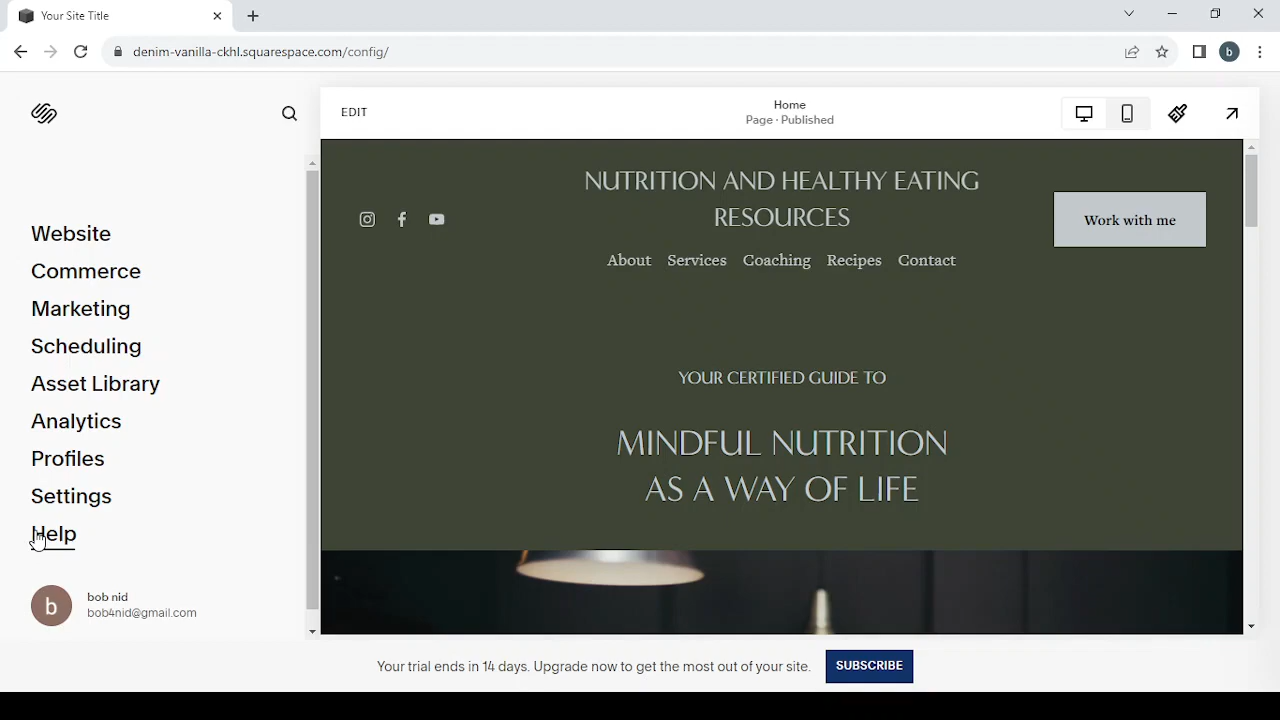 Your Site Title
denim-vanilla-ckhl.squarespace.com/config/
b
EDIT
Home
Page · Published
Website
Commerce
Marketing
Scheduling
Asset Library
Analytics
Profiles
Settings
Help
b
bob nid
bob4nid@gmail.com
NUTRITION AND HEALTHY EATING
RESOURCES
Work with me
About Services Coaching Recipes Contact
YOUR CERTIFIED GUIDE TO
MINDFUL NUTRITION
AS A WAY OF LIFE
Your trial ends in 14 days. Upgrade now to get the most out of your site. SUBSCRIBE